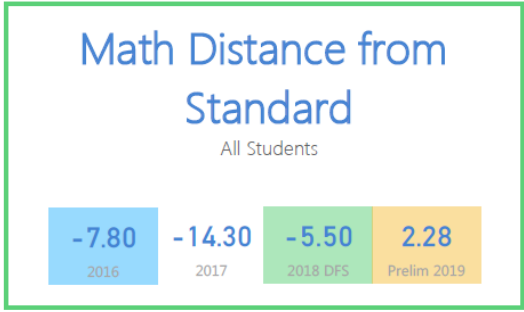 Math Distance from
Standard
All Students
-7.80 -14.30 -5.50 2.28
2016 2017 2018 DFS Prelim 2019